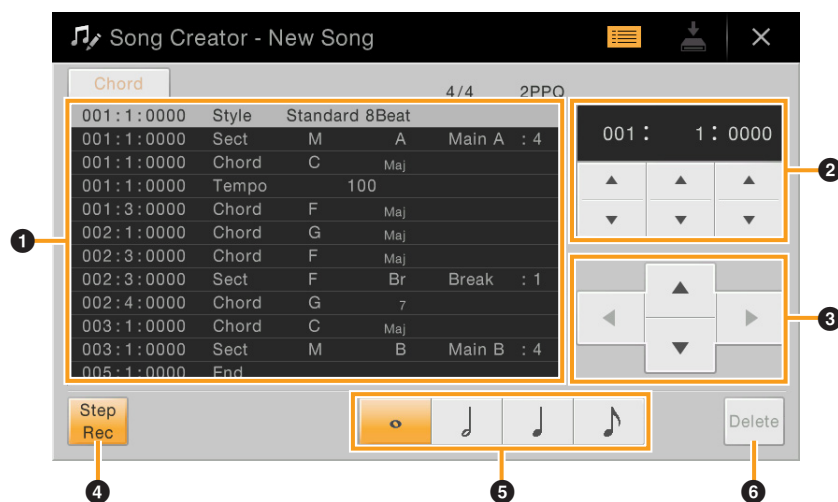 Song Creator - New Song
Chord
4/4 2PPQ
001:1:0000 Style Standard 8Beat
001:1:0000 Sect M A Main A : 4
001:1:0000 Chord C Maj
001:1:0000 Tempo 100
001:3:0000 Chord F Maj
002:1:0000 Chord G Maj
002:3:0000 Chord F Maj
002:3:0000 Sect F Br Break : 1
002:4:0000 Chord G 7
003:1:0000 Chord C Maj
003:1:0000 Sect M B Main B : 4
005:1:0000 End
001: 1: 0000
1
2
3
Step
Rec
Delete
4
5
6